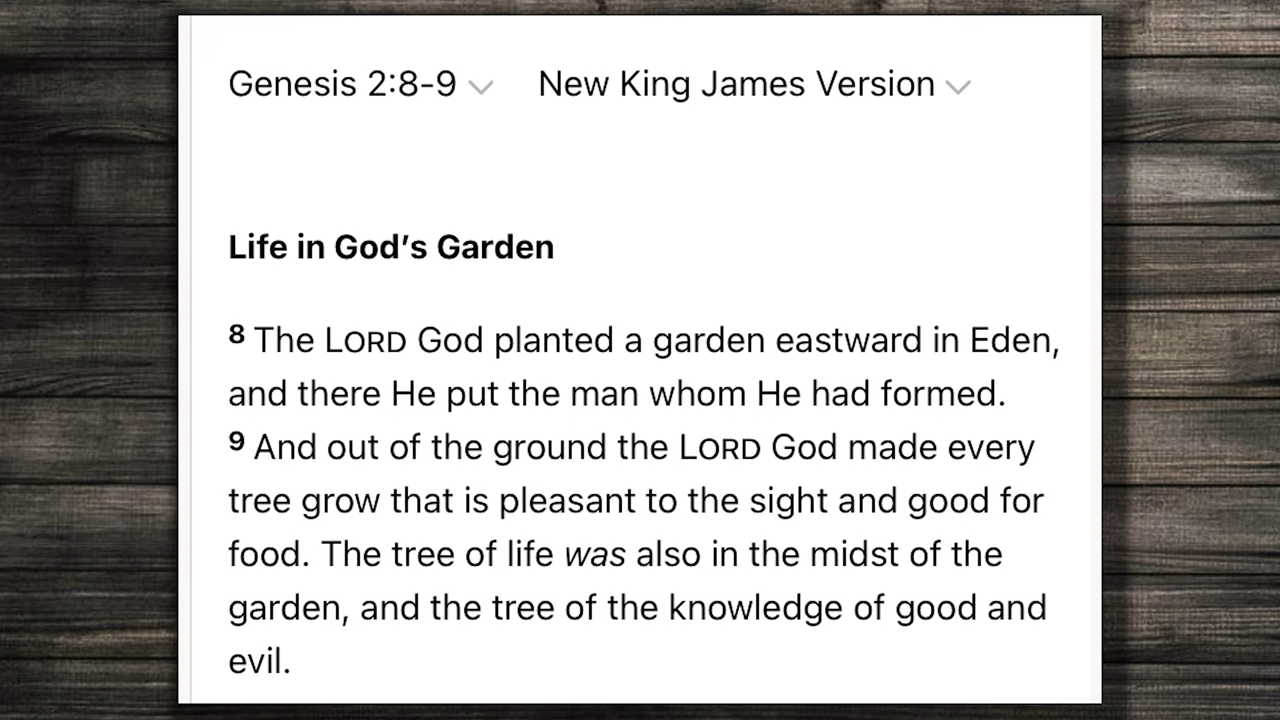 Genesis 2:8-9 New King James Version
Life in God’s Garden
8 The LORD God planted a garden eastward in Eden,
and there He put the man whom He had formed.
9 And out of the ground the LORD God made every
tree grow that is pleasant to the sight and good for
food. The tree of life was also in the midst of the
garden, and the tree of the knowledge of good and
evil.